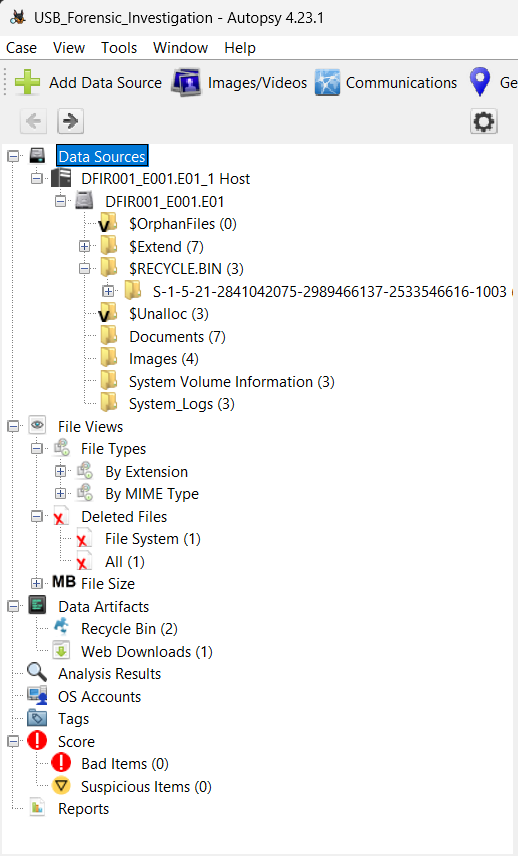 USB_Forensic_Investigation - Autopsy 4.23.1
Case View Tools Window Help
Add Data Source Images/Videos Communications Ge
Data Sources
DFIR001_E001.E01_1 Host
DFIR001_E001.E01
$OrphanFiles (0)
$Extend (7)
$RECYCLE.BIN (3)
S-1-5-21-2841042075-2989466137-2533546616-1003
$Unalloc (3)
Documents (7)
Images (4)
System Volume Information (3)
System_Logs (3)
File Views
File Types
By Extension
By MIME Type
Deleted Files
File System (1)
All (1)
MB File Size
Data Artifacts
Recycle Bin (2)
Web Downloads (1)
Analysis Results
OS Accounts
Tags
Score
Bad Items (0)
Suspicious Items (0)
Reports